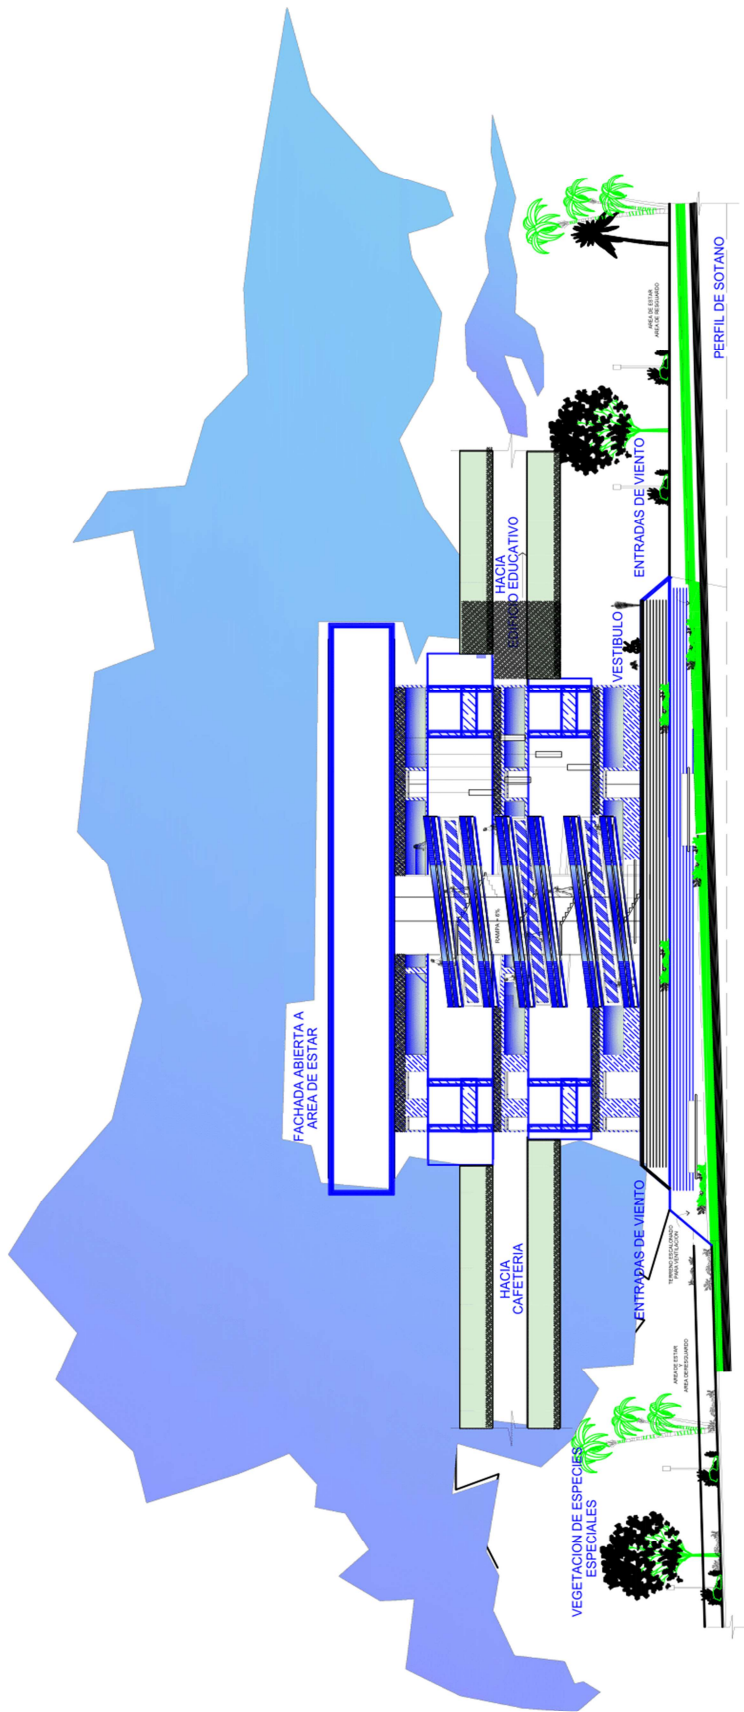 FACHADA ABIERTA A
AREA DE ESTAR
VEGETACION DE ESPECIES
ESPECIALES
HACIA
CAFETERIA
ENTRADAS DE VIENTO
TERRENO ESCALONADO
PARA VENTILACION
AREA DE ESTAR
AREA DE RESGUARDO
RAMPA = 6%
HACIA
EDIFICIO EDUCATIVO
VESTIBULO
ENTRADAS DE VIENTO
AREA DE ESTAR
AREA DE RESGUARDO
PERFIL DE SOTANO